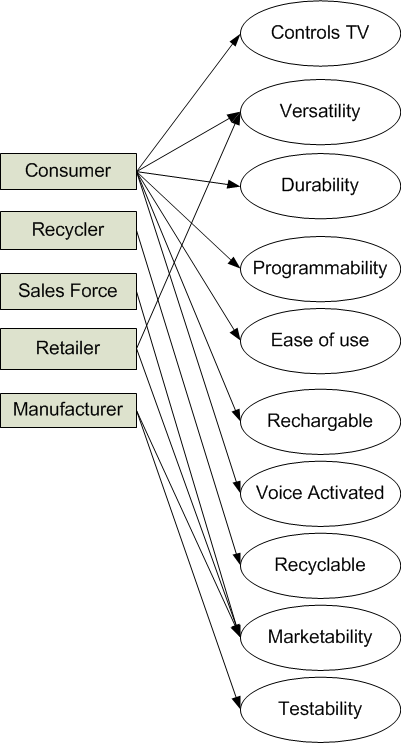 Controls TV
Versatility
Consumer
Durability
Recycler
Programmability
Sales Force
Ease of use
Retailer
Manufacturer
Rechargable
Voice Activated
Recyclable
Marketability
Testability